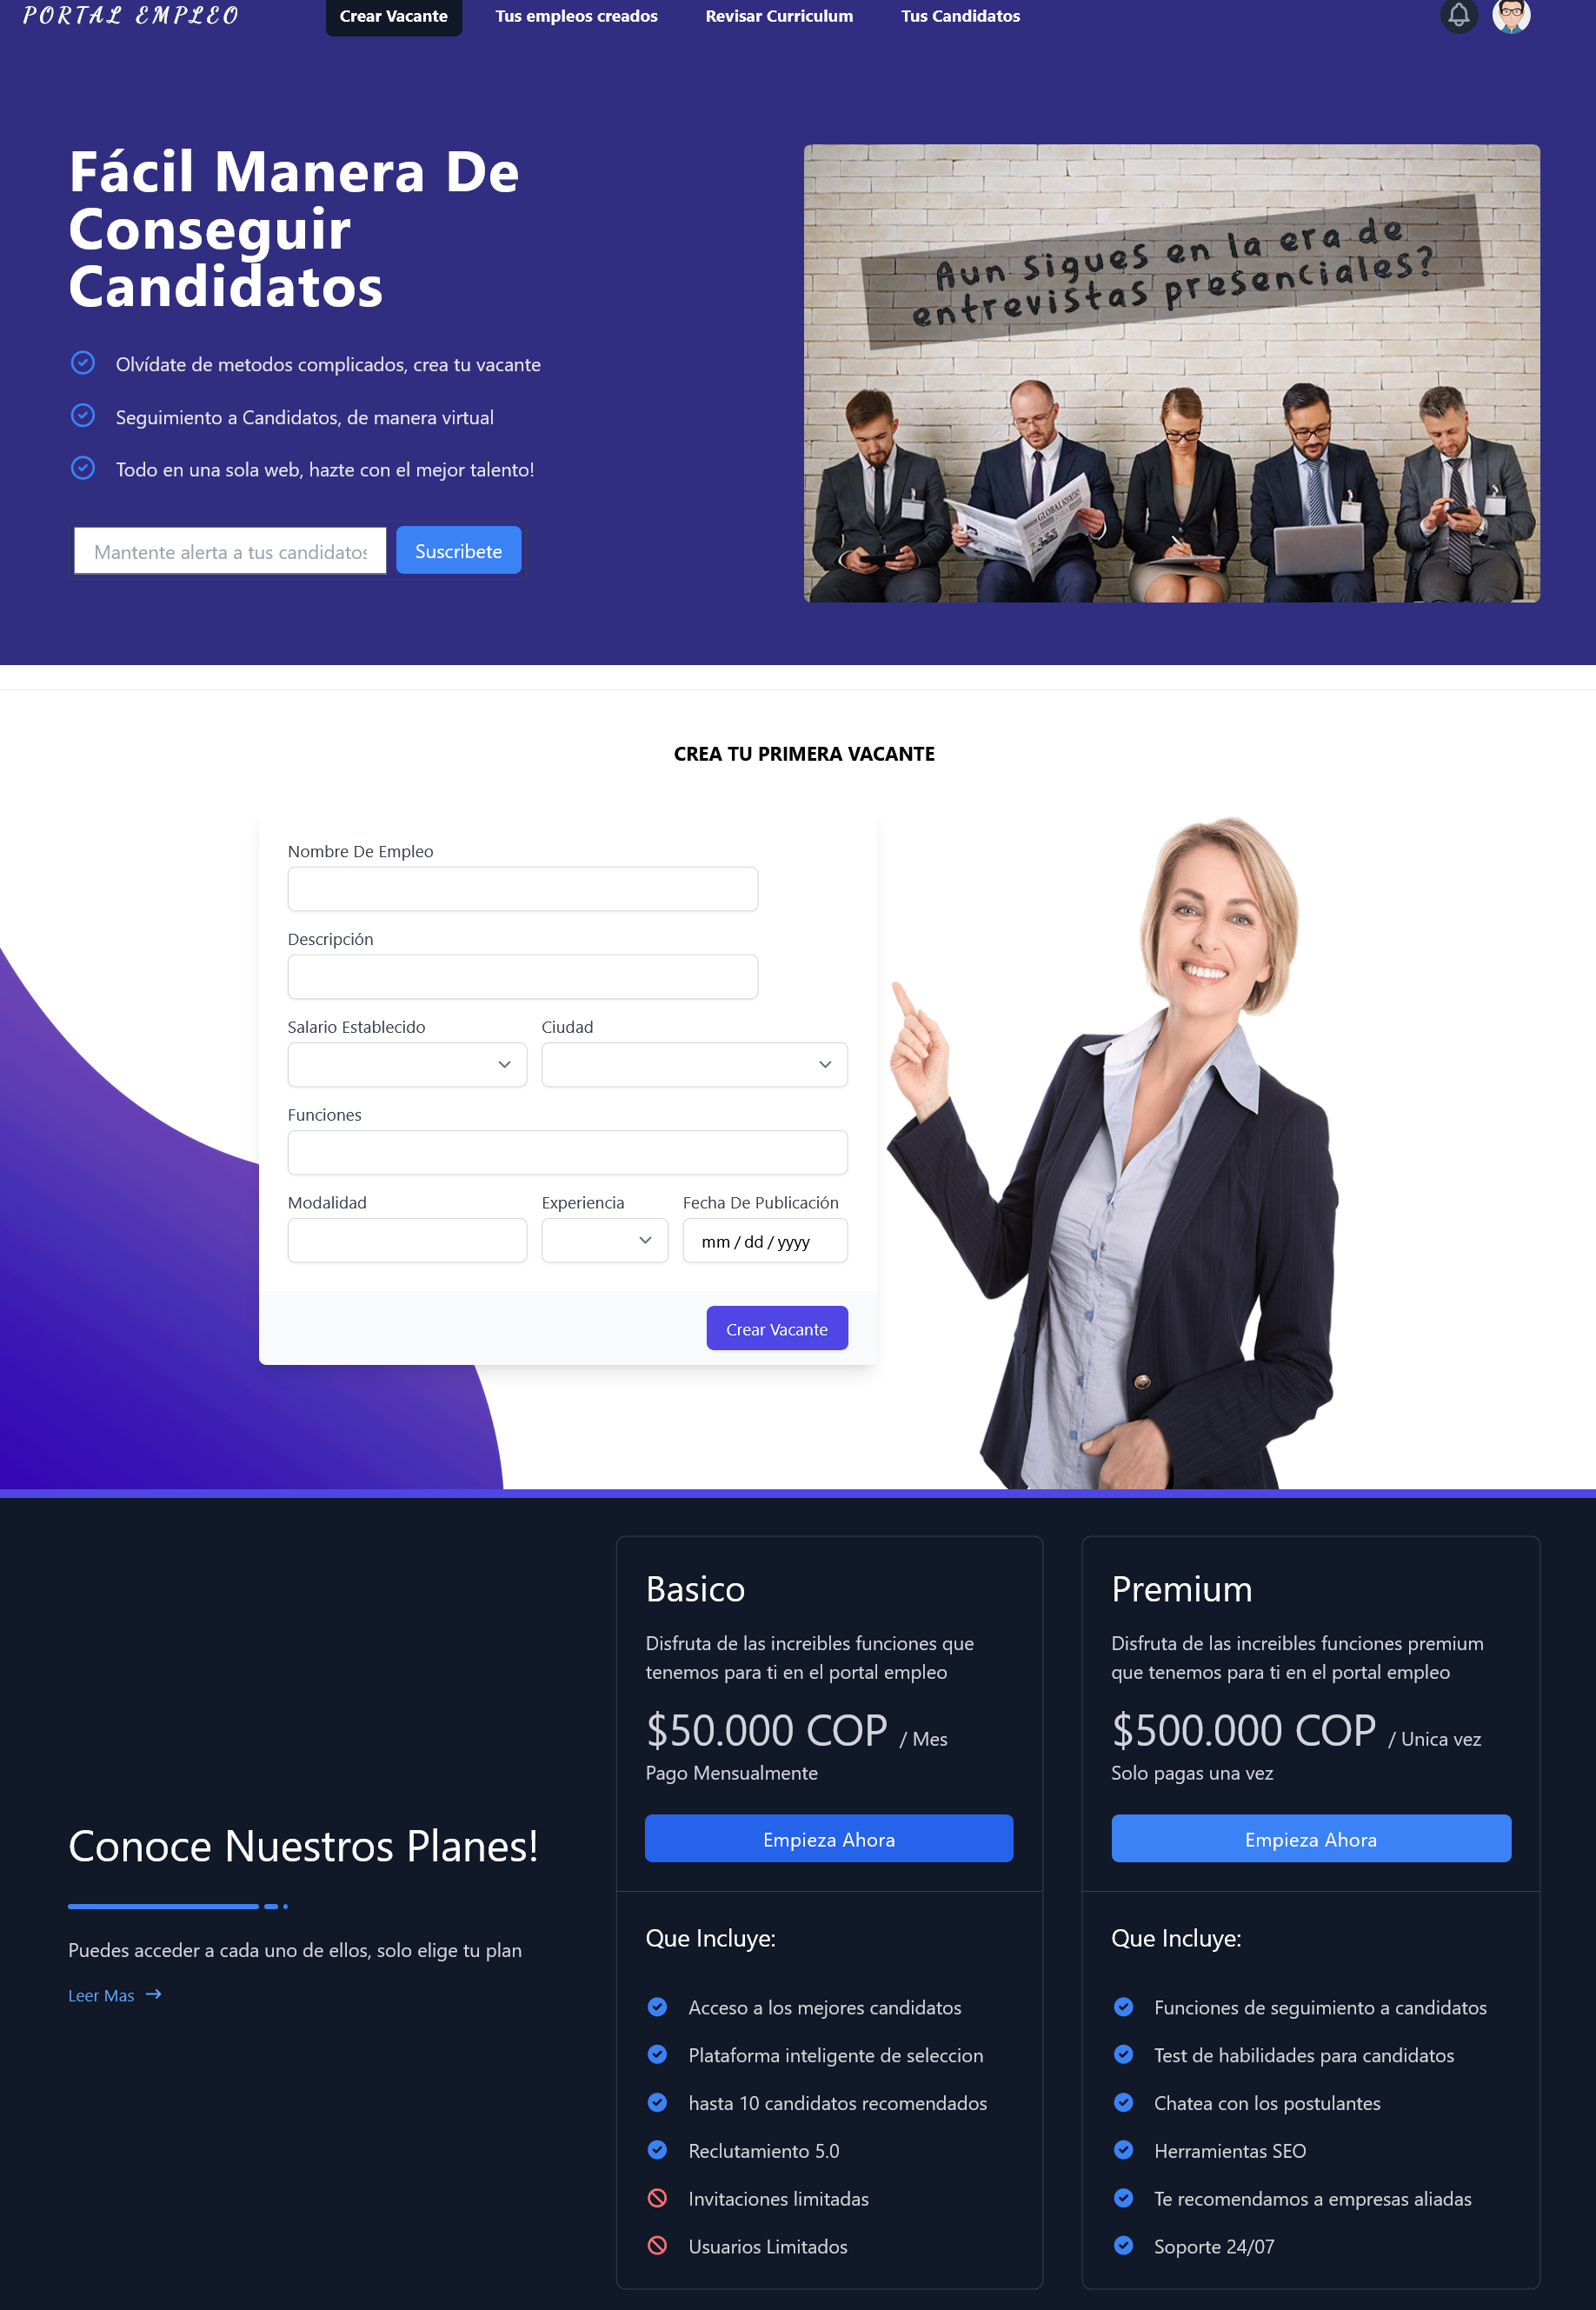 PORTAL EMPLEO
Crear Vacante
Tus empleos creados
Revisar Curriculum
Tus Candidatos
Fácil Manera De
Conseguir
Candidatos
Olvídate de metodos complicados, crea tu vacante
Seguimiento a Candidatos, de manera virtual
Todo en una sola web, hazte con el mejor talento!
Mantente alerta a tus candidatos
Suscribete
Aun sigues en la era de
entrevistas presenciales?
CREA TU PRIMERA VACANTE
Nombre De Empleo
Descripción
Salario Establecido
Ciudad
Funciones
Modalidad
Experiencia
Fecha De Publicación
mm / dd / yyyy
Crear Vacante
Conoce Nuestros Planes!
Puedes acceder a cada uno de ellos, solo elige tu plan
Leer Mas
Basico
Disfruta de las increibles funciones que
tenemos para ti en el portal empleo
$50.000 COP / Mes
Pago Mensualmente
Empieza Ahora
Que Incluye:
Acceso a los mejores candidatos
Plataforma inteligente de seleccion
hasta 10 candidatos recomendados
Reclutamiento 5.0
Invitaciones limitadas
Usuarios Limitados
Premium
Disfruta de las increibles funciones premium
que tenemos para ti en el portal empleo
$500.000 COP / Unica vez
Solo pagas una vez
Empieza Ahora
Que Incluye:
Funciones de seguimiento a candidatos
Test de habilidades para candidatos
Chatea con los postulantes
Herramientas SEO
Te recomendamos a empresas aliadas
Soporte 24/07